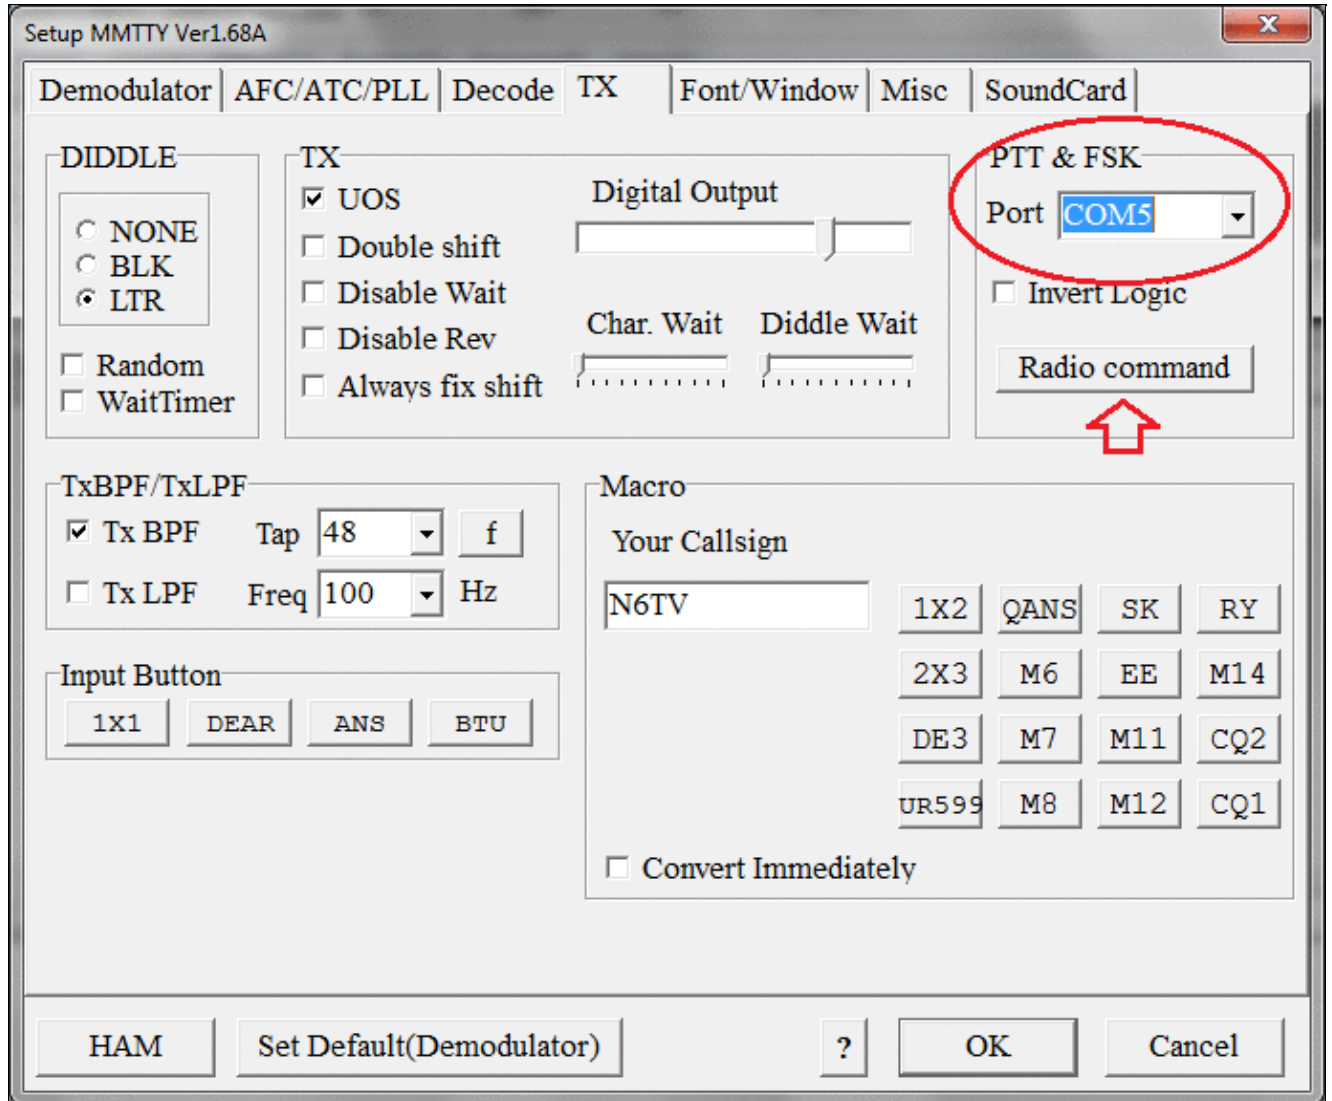 Setup MMTTY Ver1.68A
Demodulator AFC/ATC/PLL Decode TX Font/Window Misc SoundCard
DIDDLE
NONE
BLK
LTR
Random
WaitTimer
TX
UOS
Double shift
Disable Wait
Disable Rev
Always fix shift
Digital Output
Char. Wait Diddle Wait
PTT & FSK
Port COM5
Invert Logic
Radio command
TxBPF/TxLPF
Tx BPF Tap 48 f
Tx LPF Freq 100 Hz
Input Button
1X1 DEAR ANS BTU
Macro
Your Callsign
N6TV
1X2 QANS SK RY
2X3 M6 EE M14
DE3 M7 M11 CQ2
UR599 M8 M12 CQ1
Convert Immediately
HAM Set Default(Demodulator) ? OK Cancel